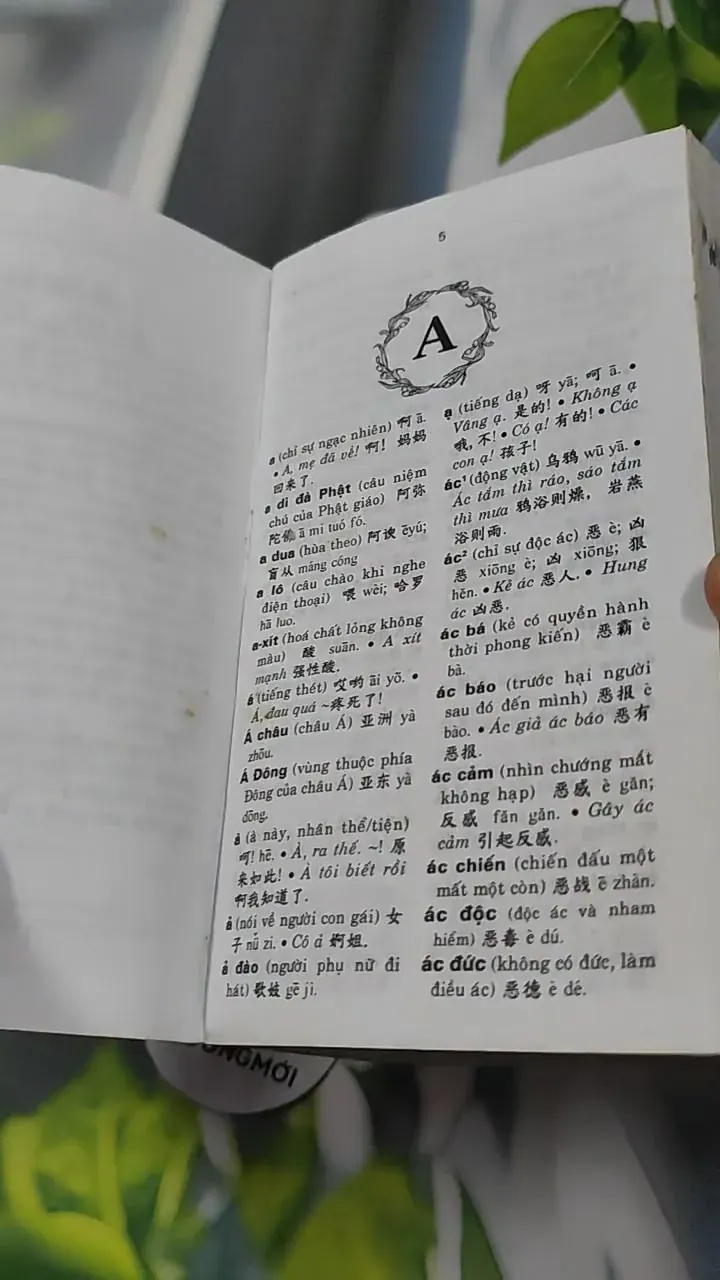 5
A
a (chỉ sự ngạc nhiên) 啊 ā.
• A, mẹ đã về! 啊! 妈妈
回来了.
a di đà Phật (câu niệm
chú của Phật giáo) 阿弥
陀佛 ā mi tuó fó.
a dua (hùa theo) 阿谀 ēyú;
盲从 máng cóng
a lô (câu chào khi nghe
điện thoại) 喂 wèi; 哈罗
hā luo.
a-xít (hoá chất lỏng không
màu) 酸 suān. • A xít
mạnh 强性酸.
á (tiếng thét) 哎哟 āi yō. •
Á, đau quá ~疼死了!
Á châu (châu Á) 亚洲 yà
zhōu.
Á Đông (vùng thuộc phía
Đông của châu Á) 亚东 yà
dōng.
à (à này, nhân thể/tiện)
呵! hē. • À, ra thế. ~! 原
来如此! • À tôi biết rồi
啊我知道了.
ả (nói về người con gái) 女
子 nǚ zi. • Cô ả 婀姐.
ả đào (người phụ nữ đi
hát) 歌妓 gē jì.
ạ (tiếng dạ) 呀 yā; 呵 ā. •
Vâng ạ. 是的! • Không ạ
哦, 不! • Có ạ! 有的! • Các
con ạ! 孩子!
ác¹ (động vật) 乌鸦 wū yā. •
Ác tắm thì ráo, sáo tắm
thì mưa 鸦浴则燥, 岩燕
浴则雨.
ác² (chỉ sự độc ác) 恶 è; 凶
恶 xiōng è; 凶 xiōng; 狠
hěn. • Kẻ ác 恶人. • Hung
ác 凶恶.
ác bá (kẻ có quyền hành
thời phong kiến) 恶霸 è
bà.
ác báo (trước hại người
sau đó đến mình) 恶报 è
bào. • Ác giả ác báo 恶有
恶报.
ác cảm (nhìn chướng mắt
không hạp) 恶感 è gǎn;
反感 fǎn gǎn. • Gây ác
cảm 引起反感.
ác chiến (chiến đấu một
mất một còn) 恶战 ē zhàn.
ác độc (độc ác và nham
hiểm) 恶毒 è dú.
ác đức (không có đức, làm
điều ác) 恶德 è dé.
ONGMỚI